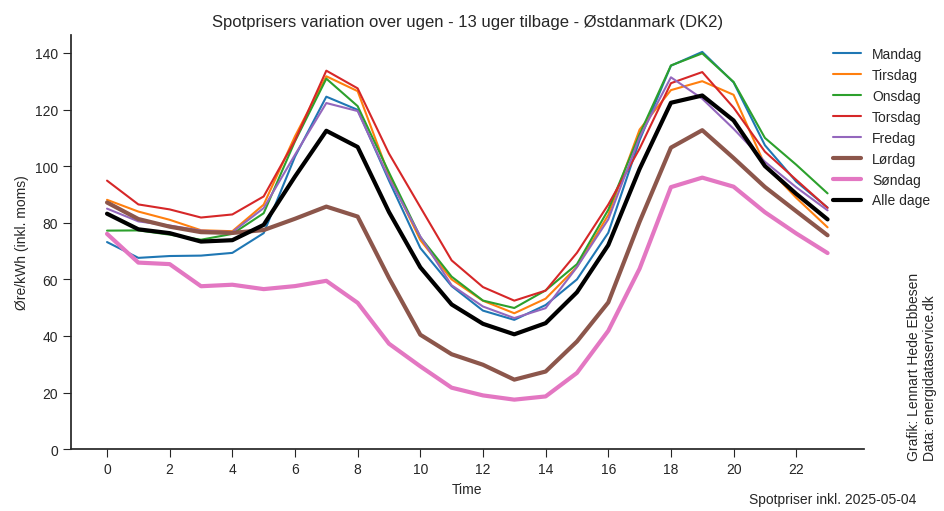 Spotprisers variation over ugen - 13 uger tilbage - Østdanmark (DK2)
Øre/kWh (inkl. moms)
140
120
100
80
60
40
20
0
0 2 4 6 8 10 12 14 16 18 20 22
Time
Mandag
Tirsdag
Onsdag
Torsdag
Fredag
Lørdag
Søndag
Alle dage
Grafik: Lennart Hede Ebbesen
Data: energidataservice.dk
Spotpriser inkl. 2025-05-04